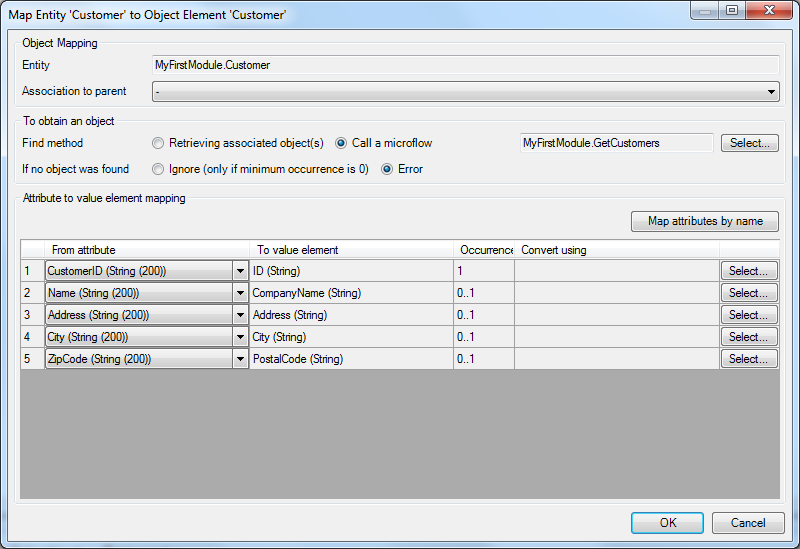 Map Entity 'Customer' to Object Element 'Customer'
Object Mapping
Entity MyFirstModule.Customer
Association to parent -
To obtain an object
Find method Retrieving associated object(s) Call a microflow MyFirstModule.GetCustomers Select...
If no object was found Ignore (only if minimum occurrence is 0) Error
Attribute to value element mapping
Map attributes by name
From attribute To value element Occurrence Convert using
1 CustomerID (String (200)) ID (String) 1 Select...
2 Name (String (200)) CompanyName (String) 0..1 Select...
3 Address (String (200)) Address (String) 0..1 Select...
4 City (String (200)) City (String) 0..1 Select...
5 ZipCode (String (200)) PostalCode (String) 0..1 Select...
OK Cancel